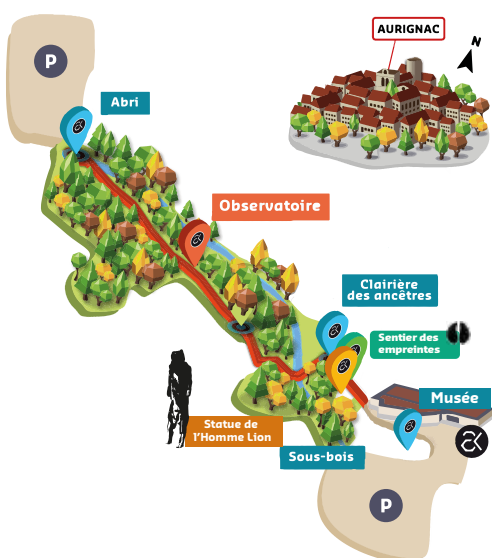 AURIGNAC
N
P
Abri
Observatoire
Clairière
des ancêtres
Sentier des
empreintes
Musée
Statue de
l'Homme Lion
Sous-bois
P